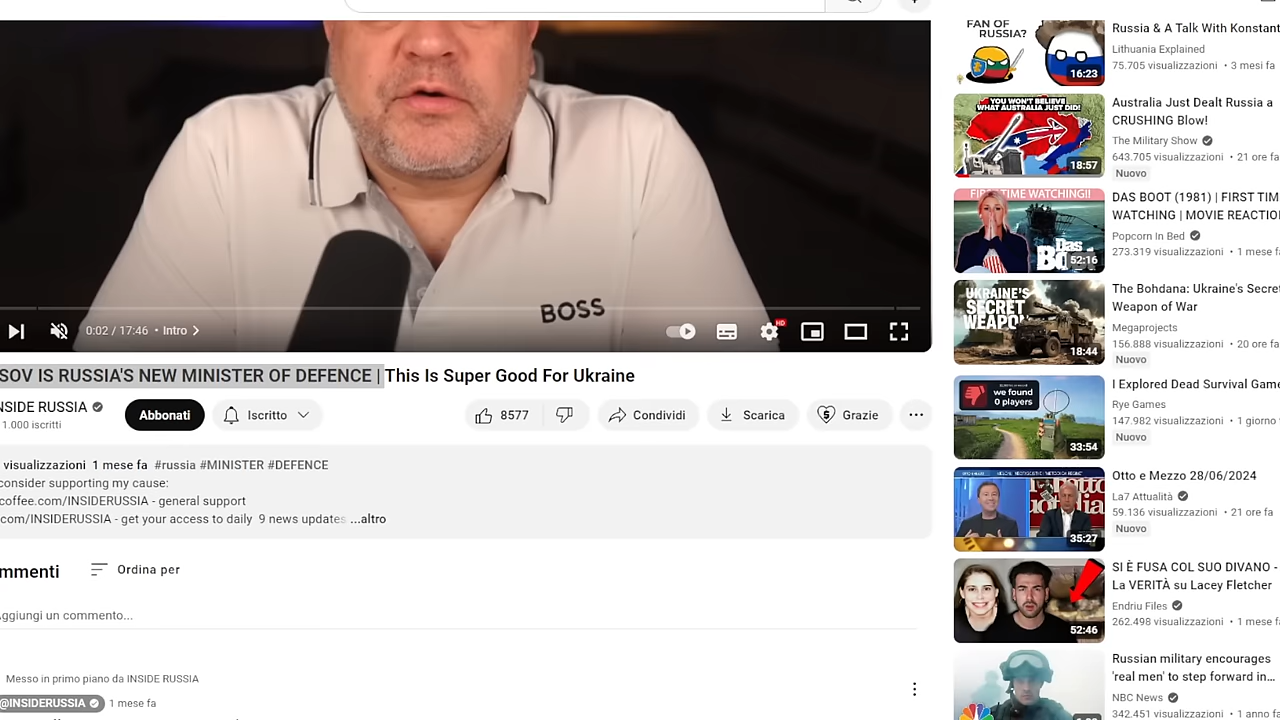 BOSS
0:02 / 17:46 • Intro
HD
SOV IS RUSSIA'S NEW MINISTER OF DEFENCE | This Is Super Good For Ukraine
NSIDE RUSSIA
1.000 iscritti
Abbonati
Iscritto
8577
Condividi
Scarica
Grazie
visualizzazioni 1 mese fa #russia #MINISTER #DEFENCE
consider supporting my cause:
coffee.com/INSIDERUSSIA - general support
com/INSIDERUSSIA - get your access to daily 9 news updates ...altro
mmenti
Ordina per
Aggiungi un commento...
Messo in primo piano da INSIDE RUSSIA
@INSIDERUSSIA
1 mese fa
FAN OF
RUSSIA?
16:23
Russia & A Talk With Konstant
Lithuania Explained
75.705 visualizzazioni • 3 mesi fa
YOU WON'T BELIEVE
WHAT AUSTRALIA JUST DID!
18:57
Australia Just Dealt Russia a
CRUSHING Blow!
The Military Show
643.705 visualizzazioni • 21 ore fa
Nuovo
FIRST TIME WATCHING!!
Das
Bo
52:16
DAS BOOT (1981) | FIRST TIM
WATCHING | MOVIE REACTIO
Popcorn In Bed
273.319 visualizzazioni • 1 mese f
UKRAINE'S
SECRET
WEAPON
18:44
The Bohdana: Ukraine's Secre
Weapon of War
Megaprojects
156.888 visualizzazioni • 20 ore fa
Nuovo
we found
0 players
33:54
I Explored Dead Survival Game
Rye Games
147.982 visualizzazioni • 1 giorno
Nuovo
35:27
Otto e Mezzo 28/06/2024
La7 Attualità
59.136 visualizzazioni • 21 ore fa
Nuovo
52:46
SI È FUSA COL SUO DIVANO -
La VERITÀ su Lacey Fletcher
Endriu Files
262.498 visualizzazioni • 1 mese f
Russian military encourages
'real men' to step forward in...
NBC News
342.451 visualizzazioni • 1 anno f